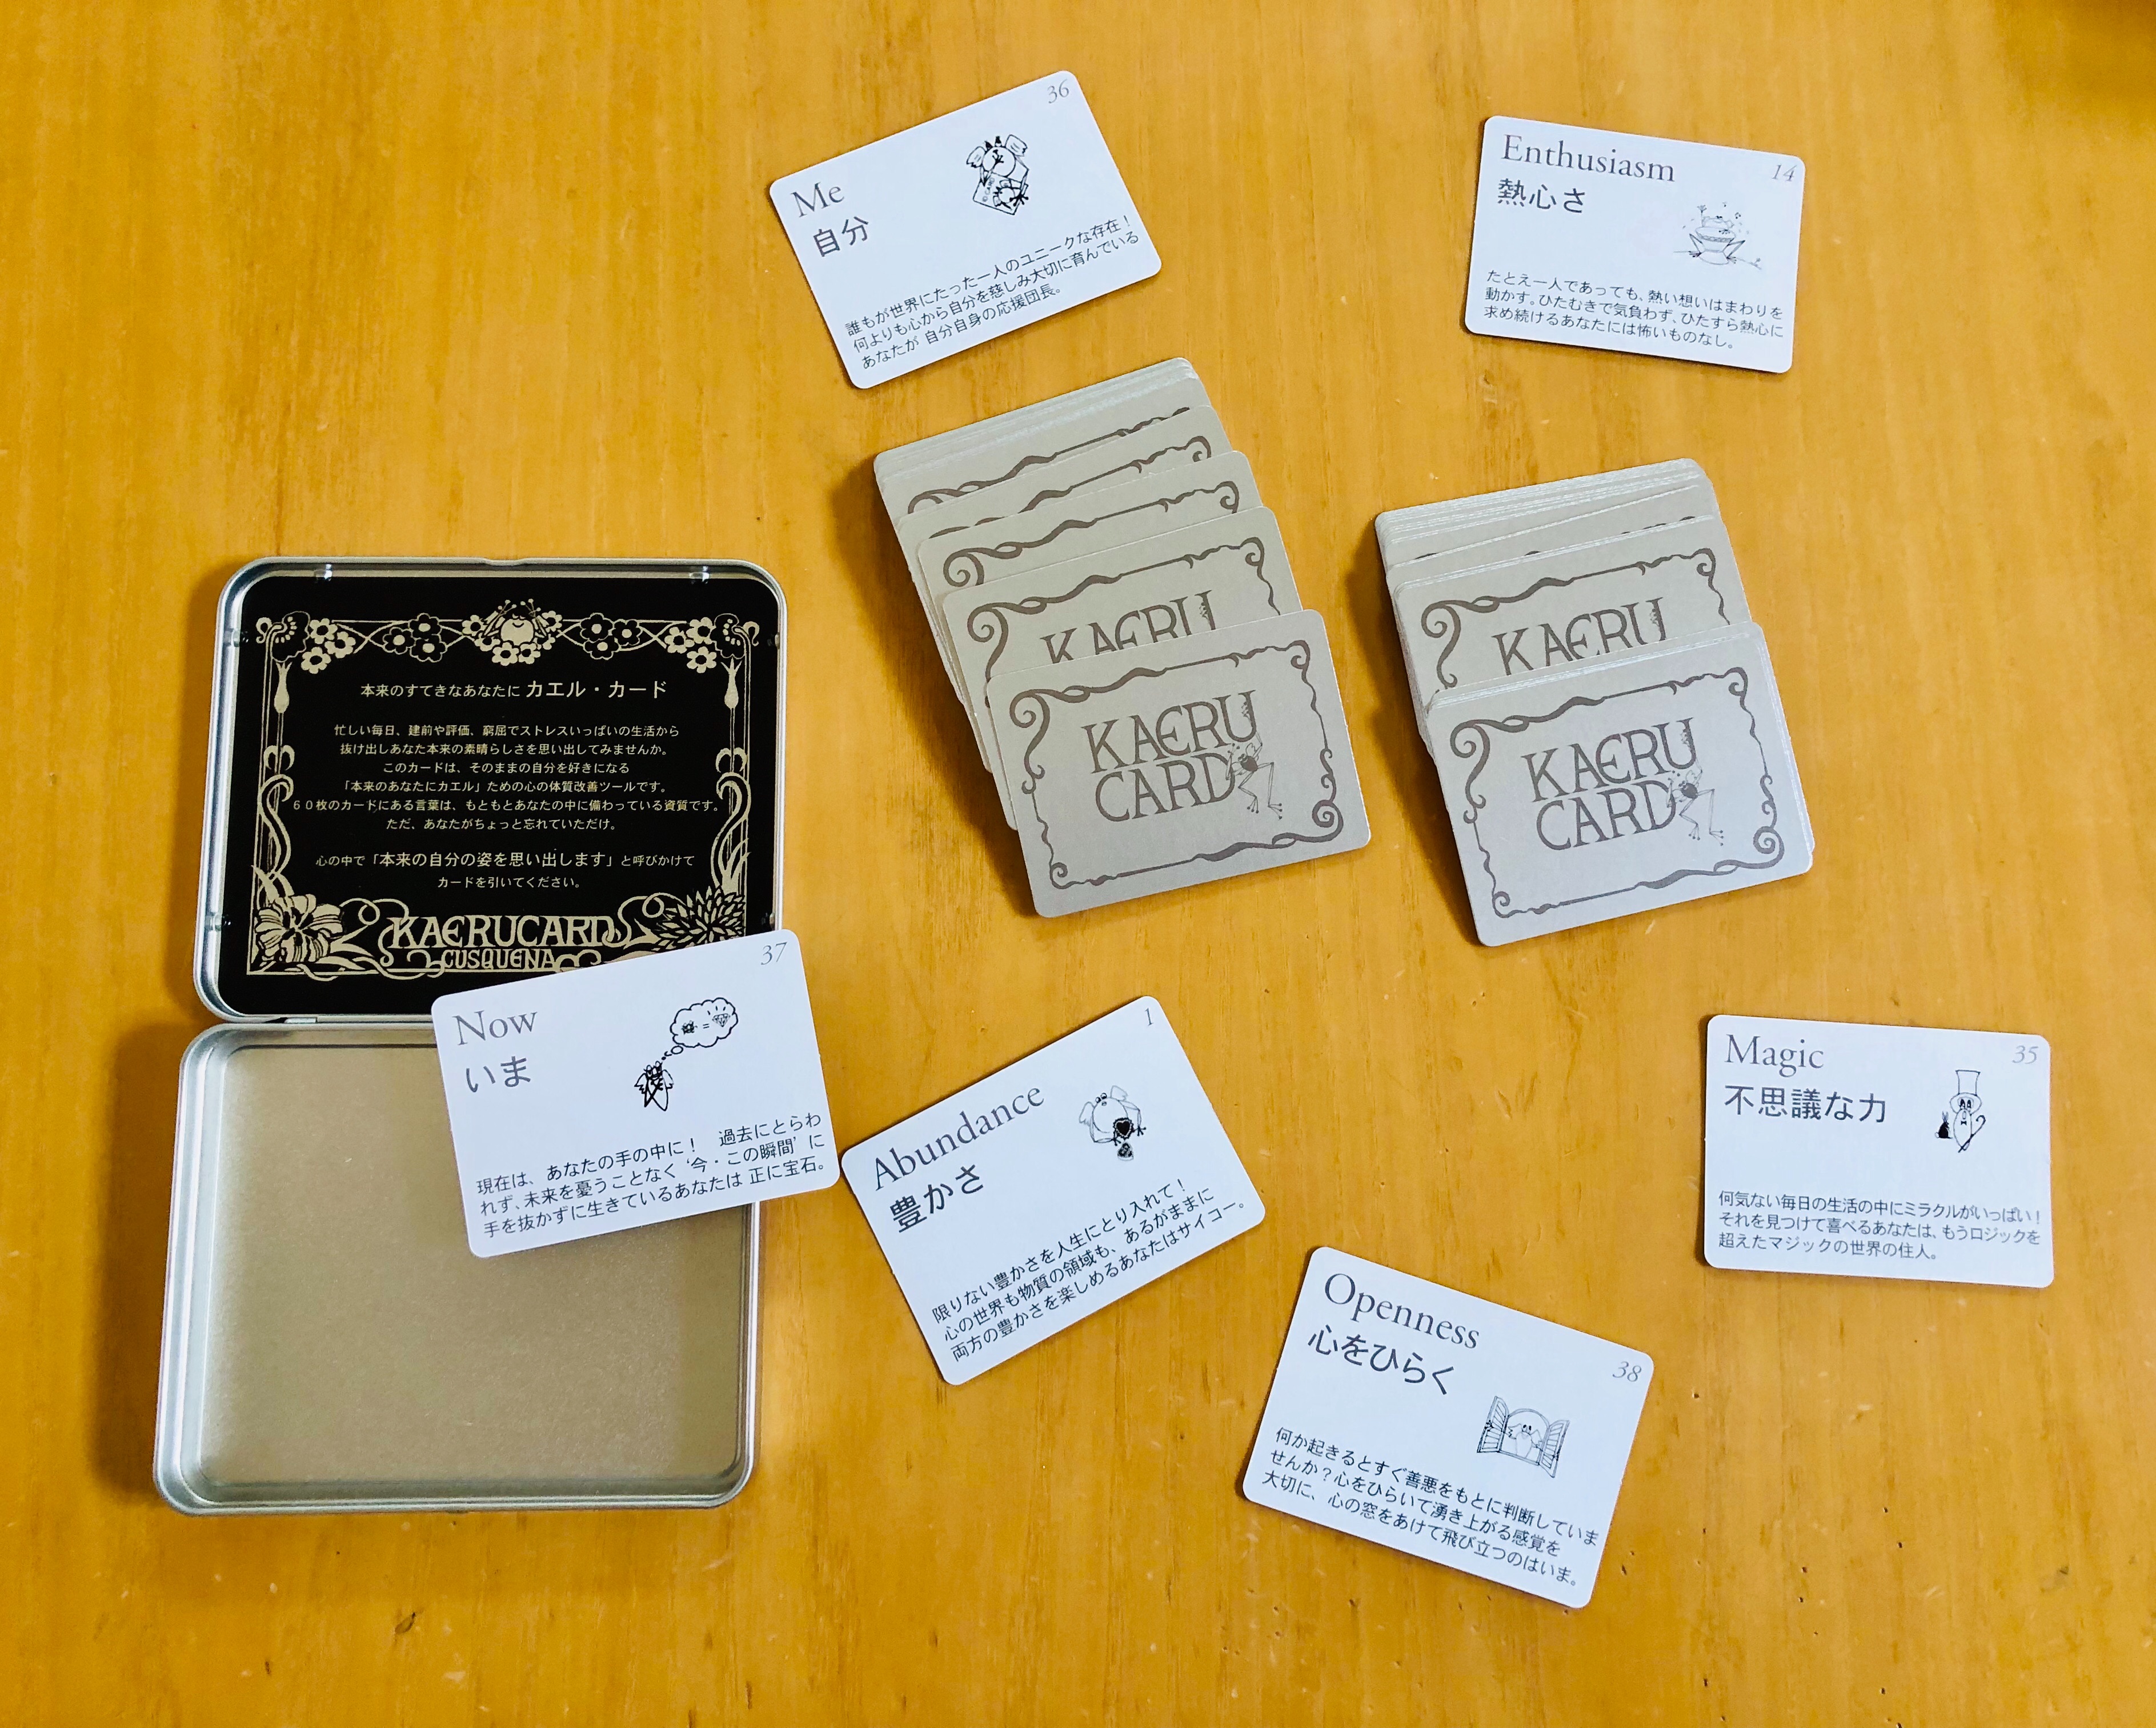 36
Me
自分
誰もが世界にたった一人のユニークな存在！
何よりも心から自分を慈しみ大切に育んでいる
あなたが 自分自身の応援団長。
Enthusiasm
14
熱心さ
たとえ一人であっても、熱い想いはまわりを
動かす。ひたむきで気負わず、ひたすら熱心に
求め続けるあなたには怖いものなし。
KAERU
KAERU
CARD
KAERU
KAERU
CARD
本来のすてきなあなたに カエル・カード
忙しい毎日、建前や評価、窮屈でストレスいっぱいの生活から
抜け出しあなた本来の素晴らしさを思い出してみませんか。
このカードは、そのままの自分を好きになる
「本来のあなたにカエル」ための心の体質改善ツールです。
６０枚のカードにある言葉は、もともとあなたの中に備わっている資質です。
ただ、あなたがちょっと忘れていただけ。
心の中で「本来の自分の姿を思い出します」と呼びかけて
カードを引いてください。
KAERUCARD
CUSQUENA
37
Now
いま
現在は、あなたの手の中に！　過去にとらわ
れず、未来を憂うことなく‘今・この瞬間’に
手を抜かずに生きているあなたは 正に宝石。
1
Abundance
豊かさ
限りない豊かさを人生にとり入れて！
心の世界も物質の領域も、あるがままに
両方の豊かさを楽しめるあなたはサイコー。
Magic
35
不思議な力
何気ない毎日の生活の中にミラクルがいっぱい！
それを見つけて喜べるあなたは、もうロジックを
超えたマジックの世界の住人。
Openness
38
心をひらく
何か起きるとすぐ善悪をもとに判断していま
せんか？心をひらいて湧き上がる感覚を
大切に、心の窓をあけて飛び立つのはいま。